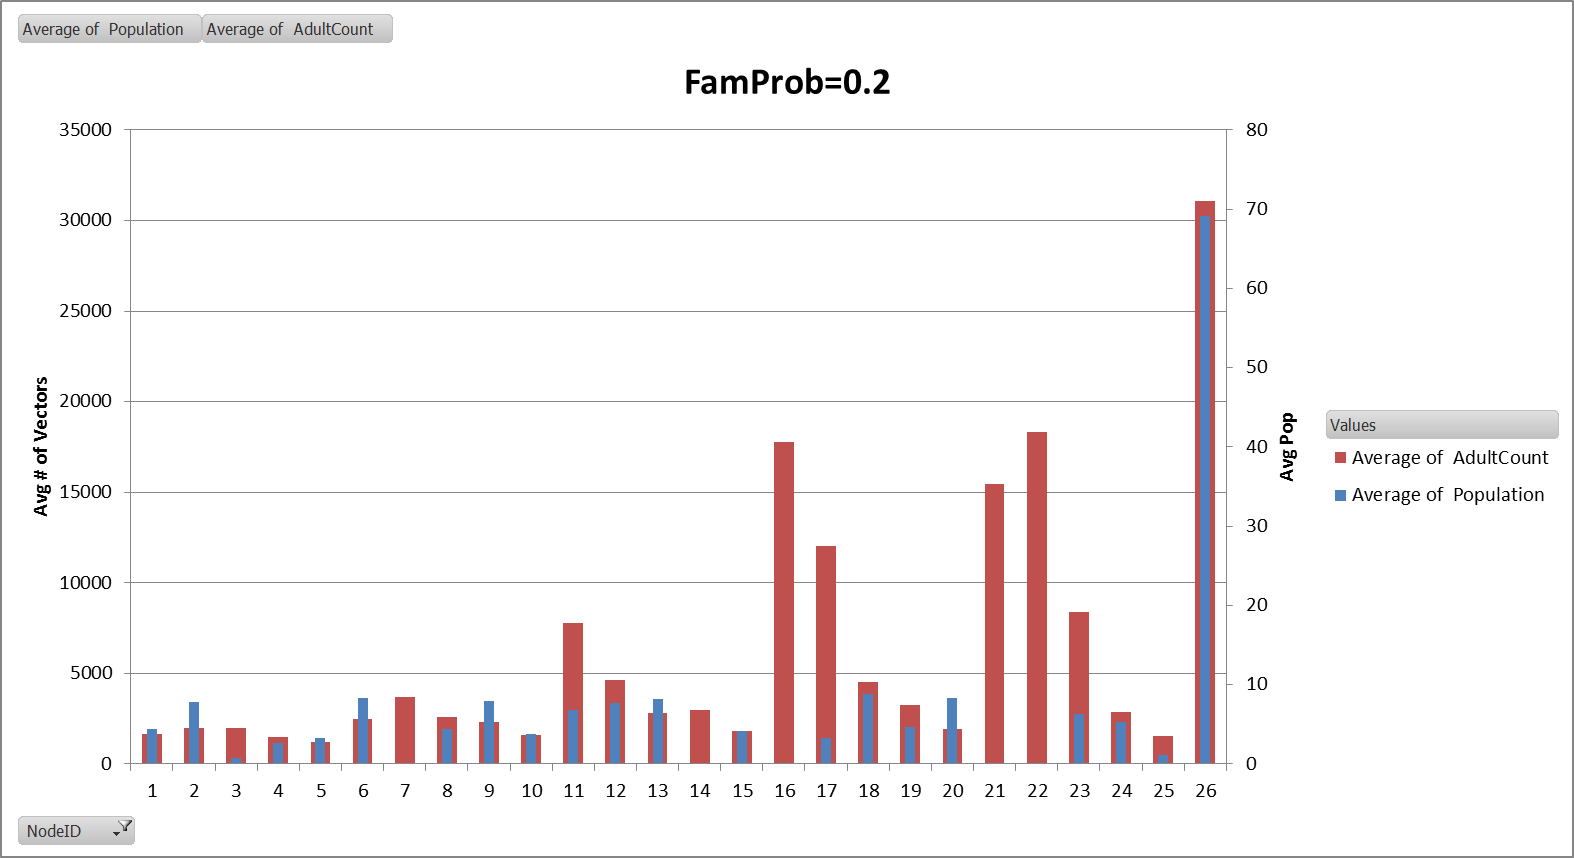 Average of Population Average of AdultCount
FamProb=0.2
35000
30000
25000
20000
15000
10000
5000
0
Avg # of Vectors
80
70
60
50
40
30
20
10
0
Avg Pop
1 2 3 4 5 6 7 8 9 10 11 12 13 14 15 16 17 18 19 20 21 22 23 24 25 26
Values
Average of AdultCount
Average of Population
NodeID